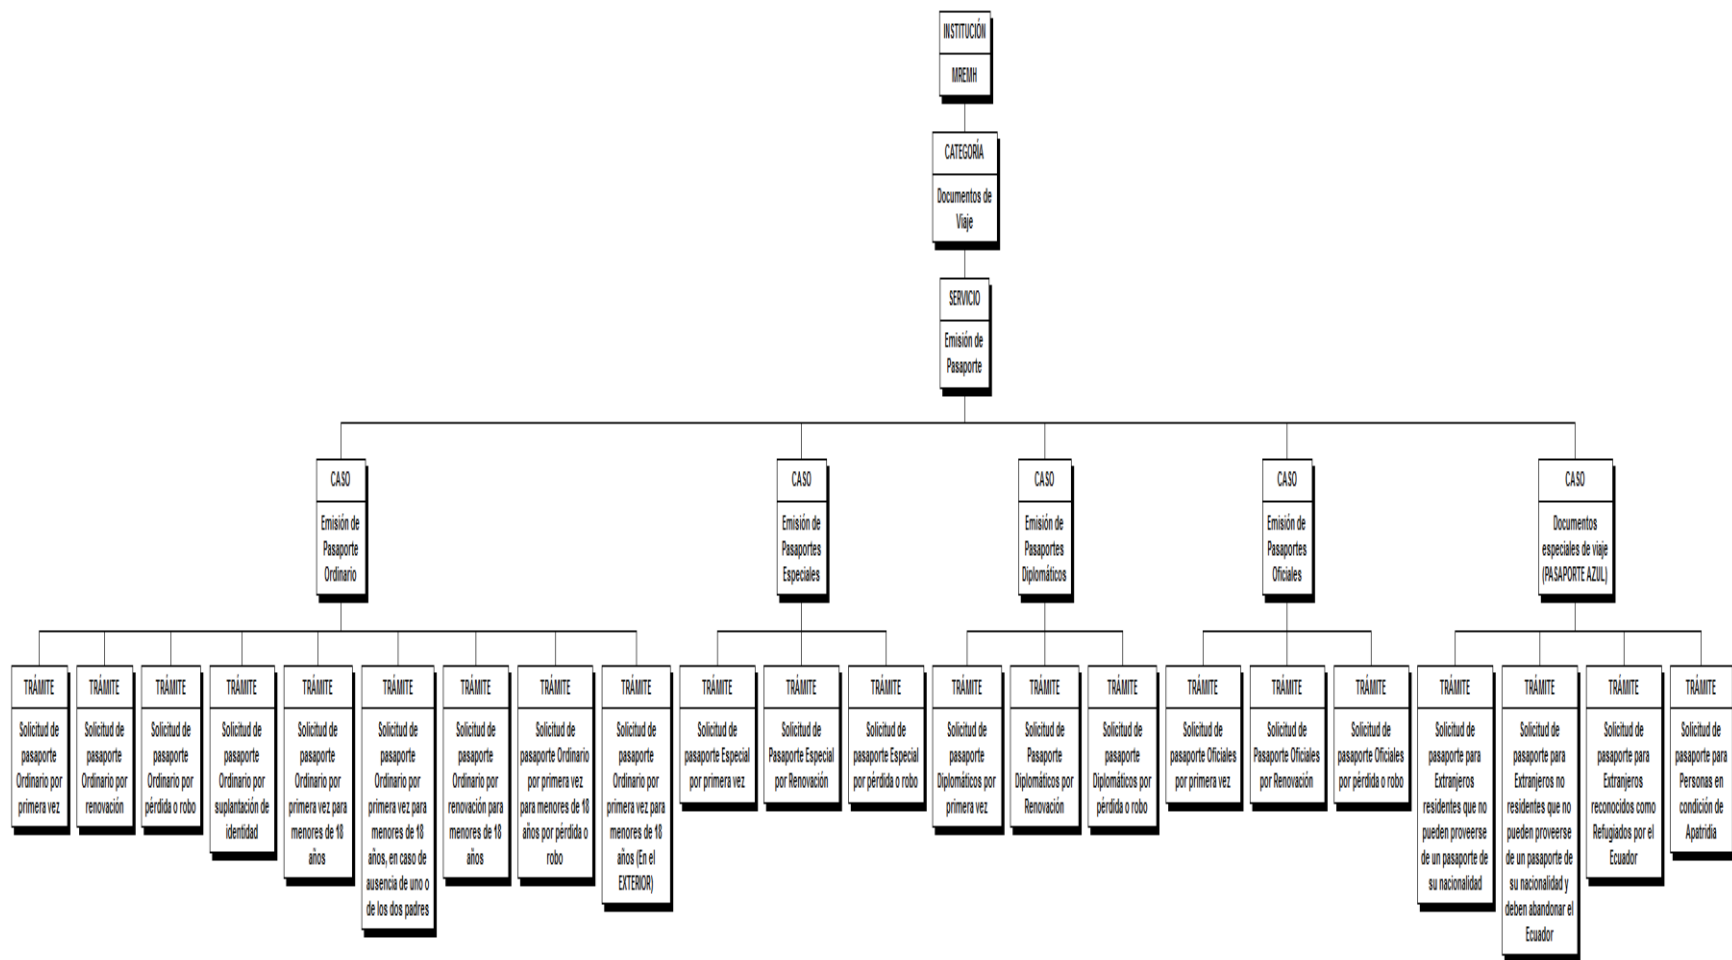 INSTITUCIÓN
MREMH
CATEGORÍA
Documentos de
Viaje
SERVICIO
Emisión de
Pasaporte
CASO
Emisión de
Pasaporte
Ordinario
CASO
Emisión de
Pasaportes
Especiales
CASO
Emisión de
Pasaportes
Diplomáticos
CASO
Emisión de
Pasaportes
Oficiales
CASO
Documentos
especiales de viaje
(PASAPORTE AZUL)
TRÁMITE
Solicitud de
pasaporte
Ordinario por
primera vez
TRÁMITE
Solicitud de
pasaporte
Ordinario por
renovación
TRÁMITE
Solicitud de
pasaporte
Ordinario por
pérdida o robo
TRÁMITE
Solicitud de
pasaporte
Ordinario por
suplantación de
identidad
TRÁMITE
Solicitud de
pasaporte
Ordinario por
primera vez para
menores de 18
años
TRÁMITE
Solicitud de
pasaporte
Ordinario por
primera vez para
menores de 18
años, en caso de
ausencia de uno o
de los dos padres
TRÁMITE
Solicitud de
pasaporte
Ordinario por
renovación para
menores de 18
años
TRÁMITE
Solicitud de
pasaporte Ordinario
por primera vez
para menores de 18
años por pérdida o
robo
TRÁMITE
Solicitud de
pasaporte
Ordinario por
primera vez para
menores de 18
años (En el
EXTERIOR)
TRÁMITE
Solicitud de
pasaporte Especial
por primera vez
TRÁMITE
Solicitud de
Pasaporte Especial
por Renovación
TRÁMITE
Solicitud de
pasaporte Especial
por pérdida o robo
TRÁMITE
Solicitud de
pasaporte
Diplomáticos por
primera vez
TRÁMITE
Solicitud de
Pasaporte
Diplomáticos por
Renovación
TRÁMITE
Solicitud de
pasaporte
Diplomáticos por
pérdida o robo
TRÁMITE
Solicitud de
pasaporte Oficiales
por primera vez
TRÁMITE
Solicitud de
Pasaporte Oficiales
por Renovación
TRÁMITE
Solicitud de
pasaporte Oficiales
por pérdida o robo
TRÁMITE
Solicitud de
pasaporte para
Extranjeros
residentes que no
pueden proveerse
de un pasaporte de
su nacionalidad
TRÁMITE
Solicitud de
pasaporte para
Extranjeros no
residentes que no
pueden proveerse
de un pasaporte de
su nacionalidad y
deben abandonar el
Ecuador
TRÁMITE
Solicitud de
pasaporte para
Extranjeros
reconocidos como
Refugiados por el
Ecuador
TRÁMITE
Solicitud de
pasaporte para
Personas en
condición de
Apatridia